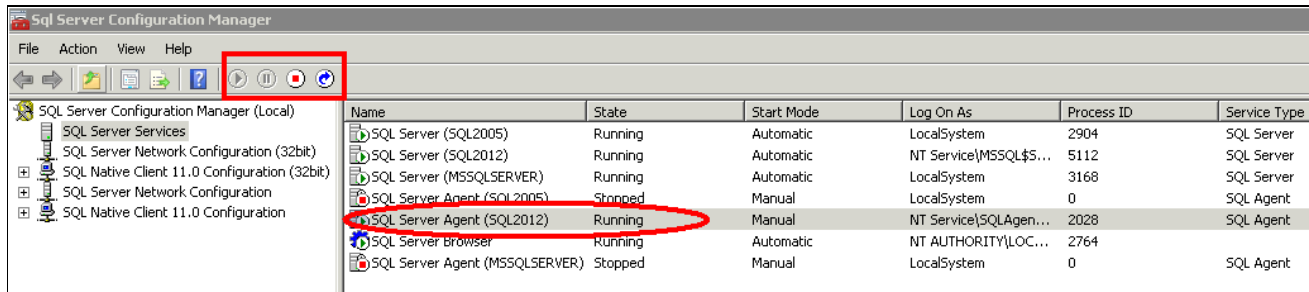 Sql Server Configuration Manager
File Action View Help
SQL Server Configuration Manager (Local)
SQL Server Services
SQL Server Network Configuration (32bit)
SQL Native Client 11.0 Configuration (32bit)
SQL Server Network Configuration
SQL Native Client 11.0 Configuration
Name State Start Mode Log On As Process ID Service Type
SQL Server (SQL2005) Running Automatic LocalSystem 2904 SQL Server
SQL Server (SQL2012) Running Automatic NT Service\MSSQL$S... 5112 SQL Server
SQL Server (MSSQLSERVER) Running Automatic LocalSystem 3168 SQL Server
SQL Server Agent (SQL2005) Stopped Manual LocalSystem 0 SQL Agent
SQL Server Agent (SQL2012) Running Manual NT Service\SQLAgen... 2028 SQL Agent
SQL Server Browser Running Automatic NT AUTHORITY\LOC... 2764
SQL Server Agent (MSSQLSERVER) Stopped Manual LocalSystem 0 SQL Agent